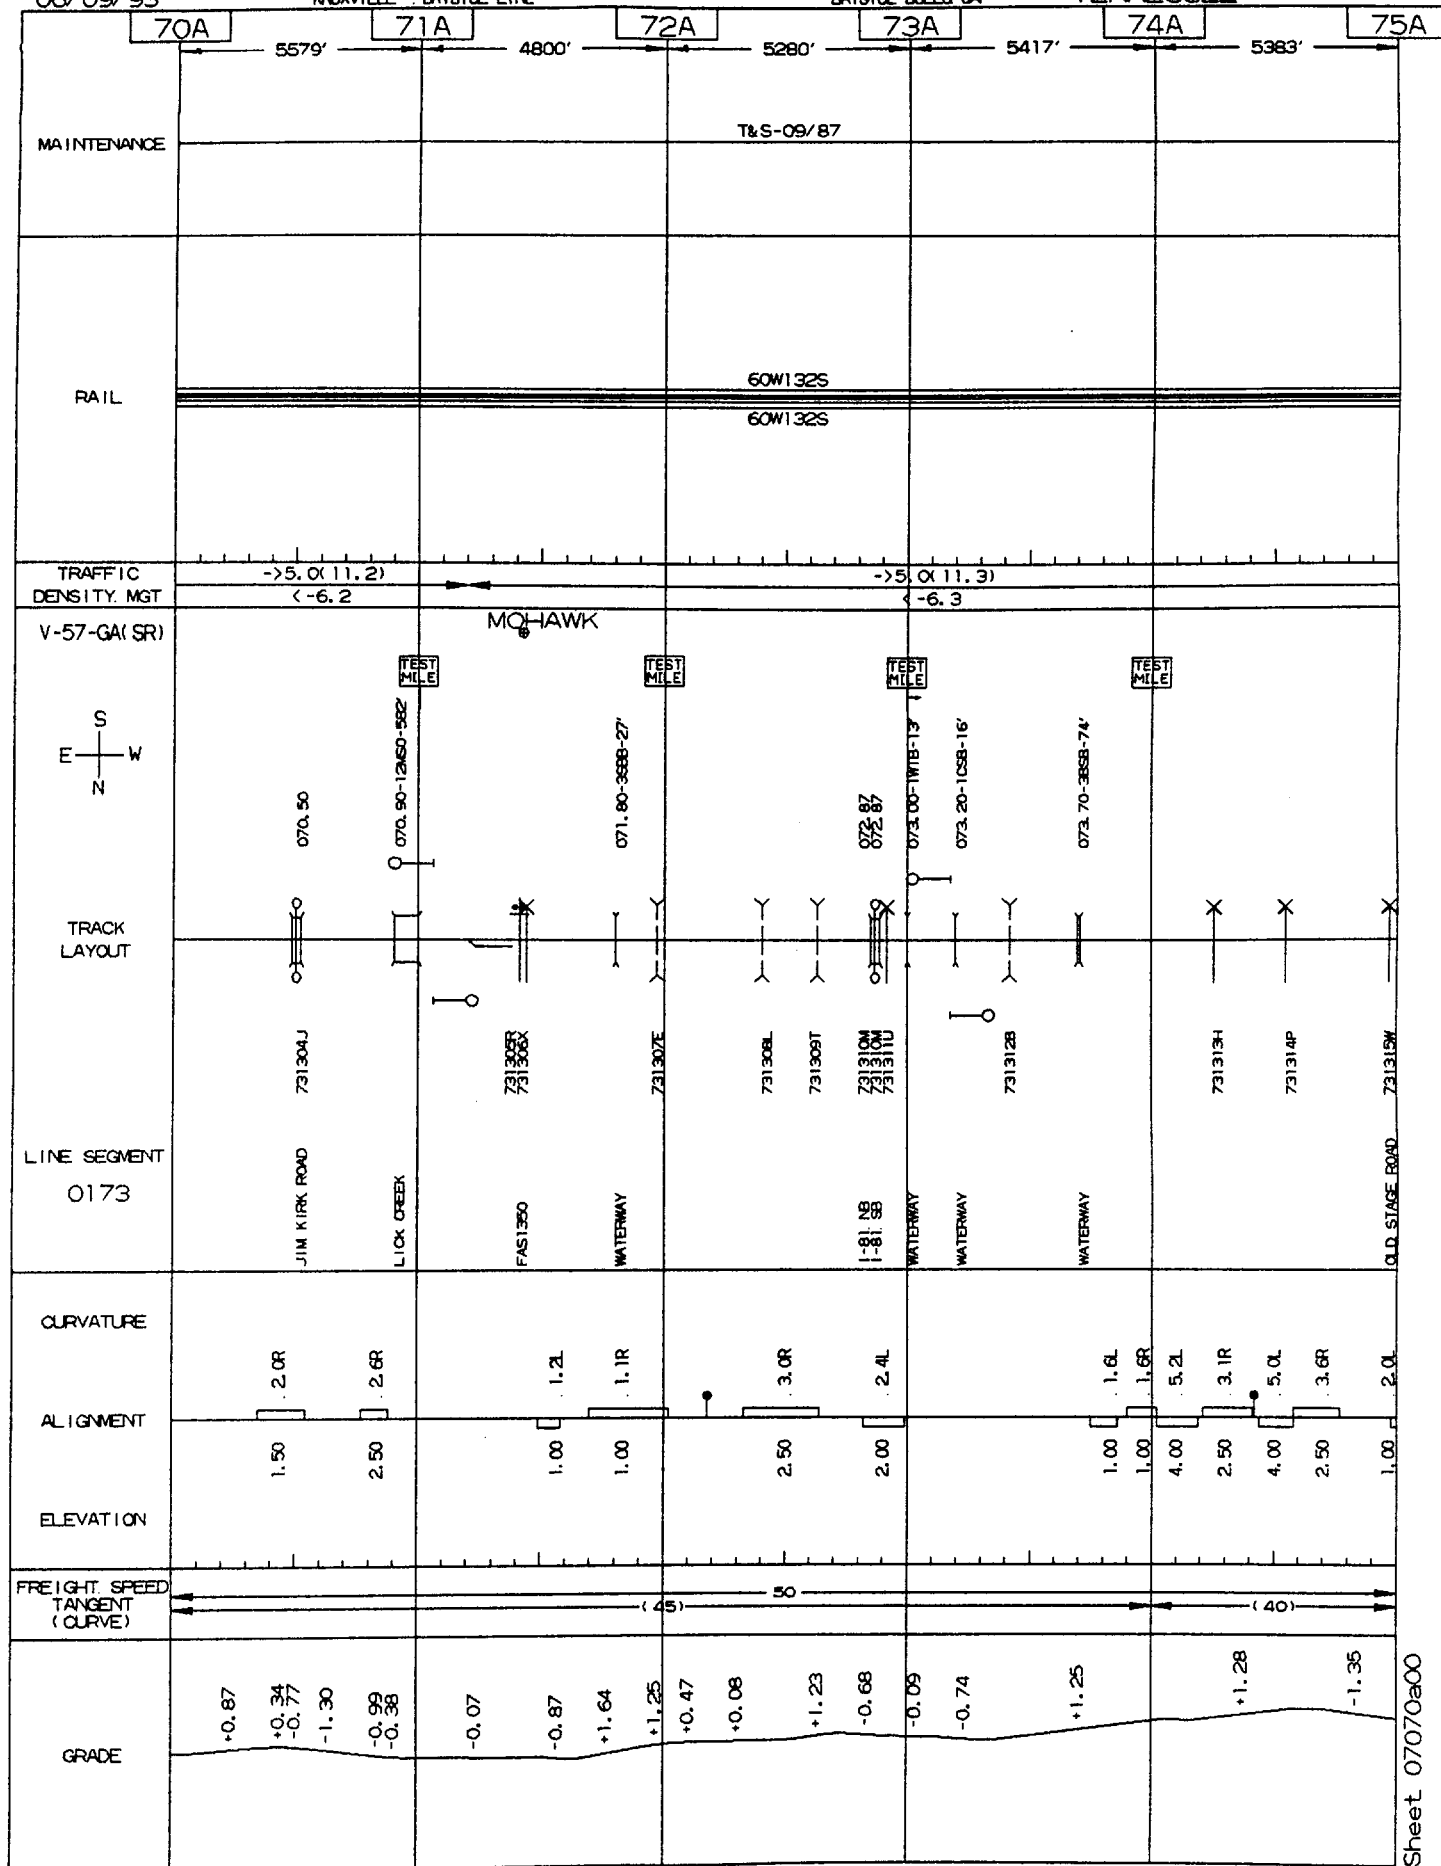 70A 71A 72A 73A 74A 75A
5579' 4800' 5280' 5417' 5383'
MAINTENANCE
T&S-09/87
RAIL
60W132S
60W132S
TRAFFIC
DENSITY. MGT
->5.0(11.2)
<-6.2
->5.0(11.3)
<-6.3
V-57-GA(SR)
MOHAWK
TEST
MILE
TEST
MILE
TEST
MILE
TEST
MILE
S
E W
N
070.50
070.90-12MSO-582'
071.80-3SBB-27'
072.87
072.87
073.00-1WTB-13'
073.20-1CSB-16'
073.70-3BSB-74'
TRACK
LAYOUT
731304J
731305R
731306X
731307E
731308L
731309T
731310M
731310M
731311U
731312B
731313H
731314P
731315W
LINE SEGMENT
0173
JIM KIRK ROAD
LICK CREEK
FAS1350
WATERWAY
I-81 NB
I-81 SB
WATERWAY
WATERWAY
WATERWAY
OLD STAGE ROAD
CURVATURE
2.0R 2.6R 1.2L 1.1R 3.0R 2.4L 1.6L 1.6R 5.2L 3.1R 5.0L 3.6R 2.0L
ALIGNMENT
1.50 2.50 1.00 1.00 2.50 2.00 1.00 1.00 4.00 2.50 4.00 2.50 1.00
ELEVATION
FREIGHT. SPEED
TANGENT
(CURVE)
50
(45) (40)
GRADE
+0.87 +0.34 -0.77 -1.30 -0.99 -0.38 -0.07 -0.87 +1.64 +1.25 +0.47 +0.08 +1.23 -0.68 -0.09 -0.74 +1.25 +1.28 -1.35
Sheet 07070a00